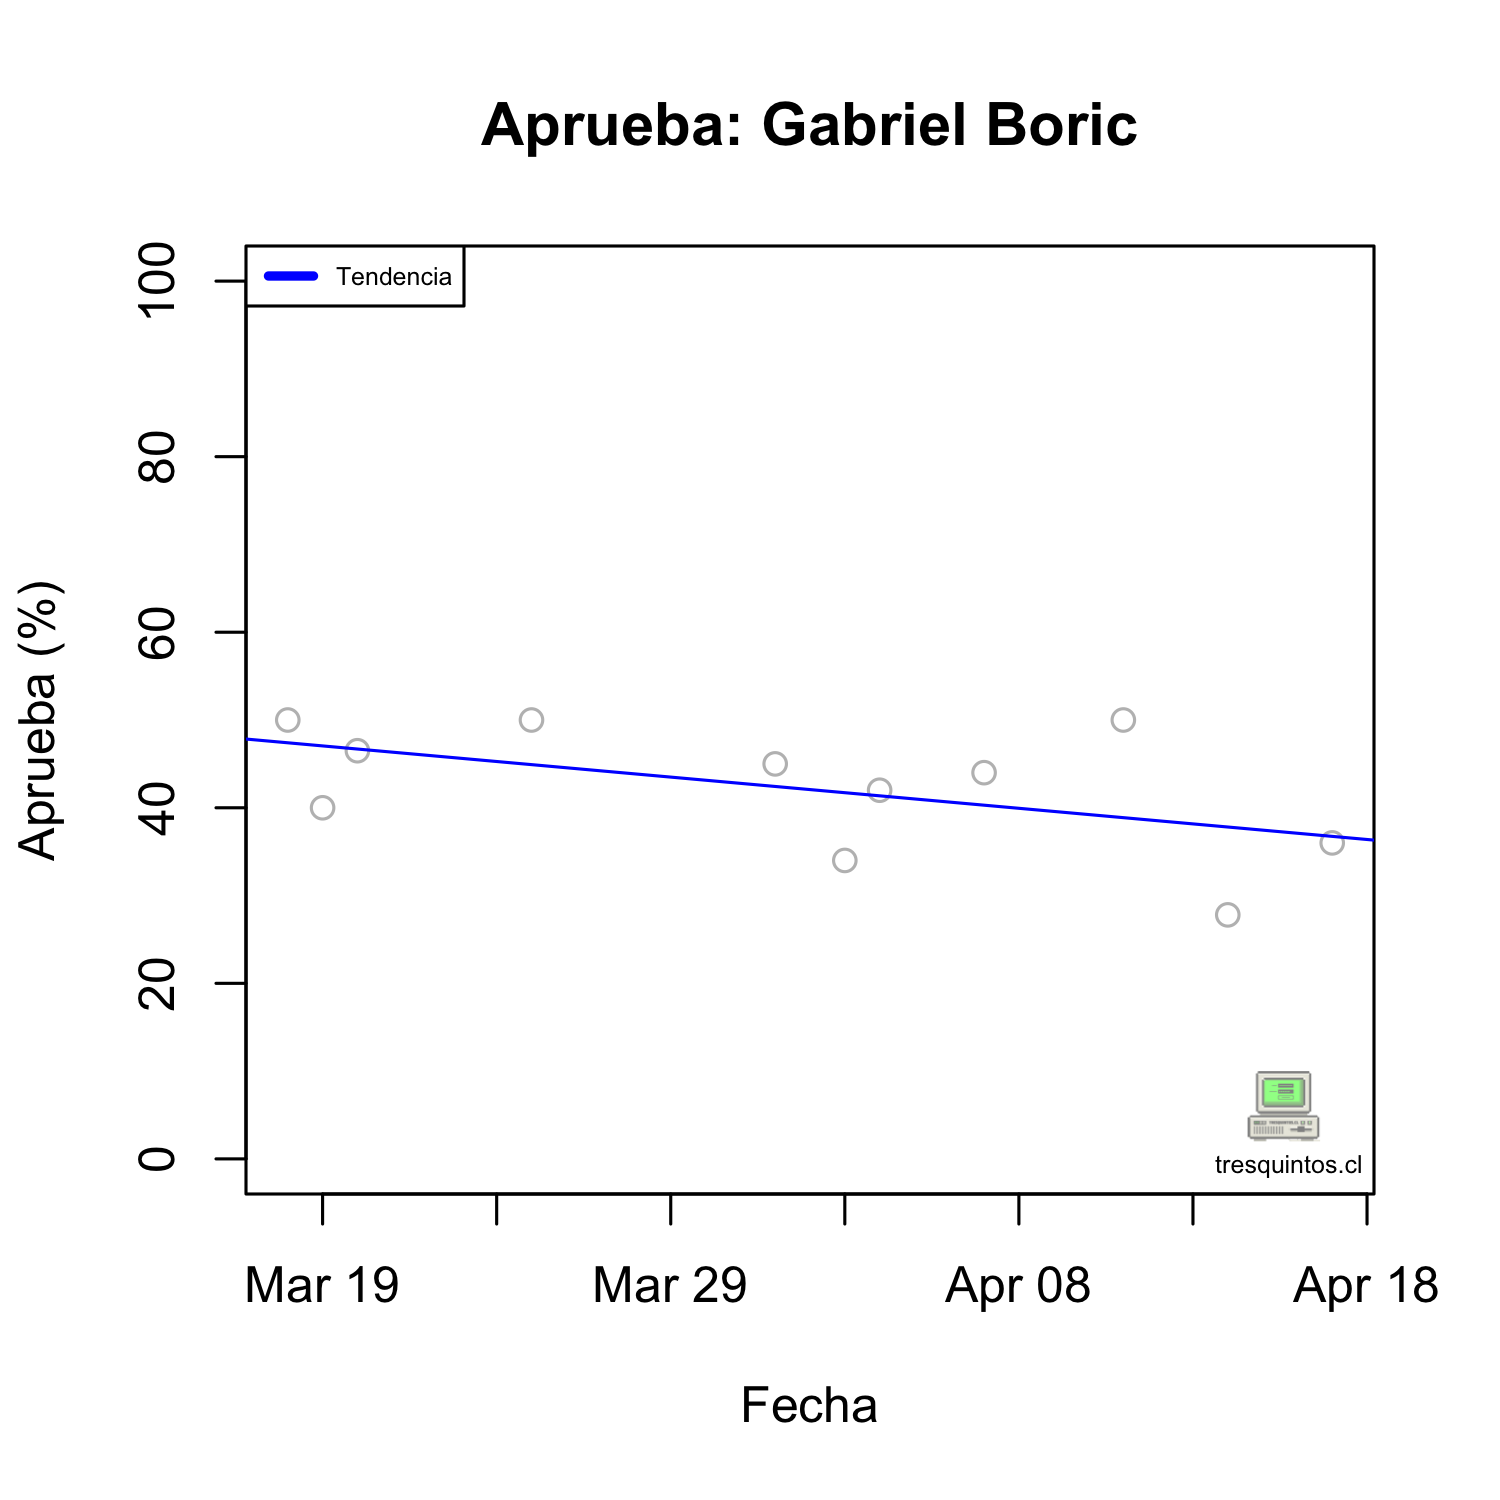 Aprueba: Gabriel Boric
Tendencia
Aprueba (%)
100
80
60
40
20
0
tresquintos.cl
Mar 19
Mar 29
Apr 08
Apr 18
Fecha